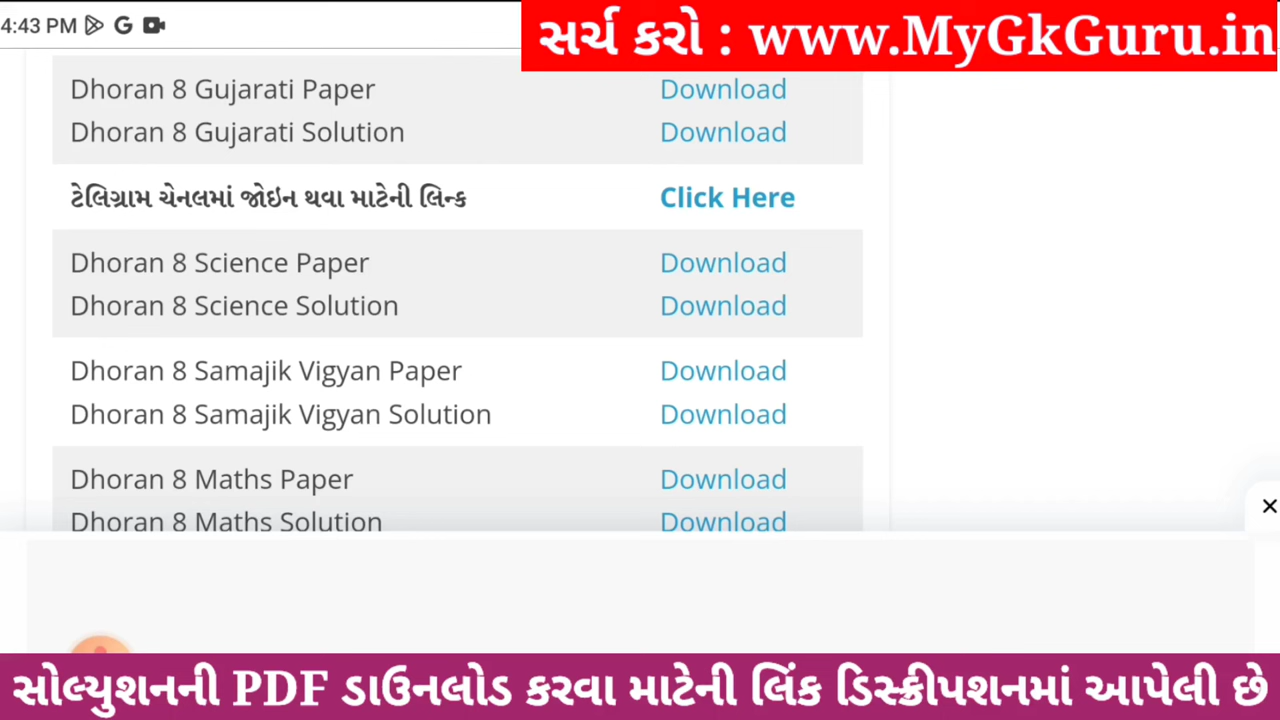 4:43 PM
સર્ચ કરો : www.MyGkGuru.in
Dhoran 8 Gujarati Paper Download
Dhoran 8 Gujarati Solution Download
ટેલિગ્રામ ચેનલમાં જોઇન થવા માટેની લિન્ક Click Here
Dhoran 8 Science Paper Download
Dhoran 8 Science Solution Download
Dhoran 8 Samajik Vigyan Paper Download
Dhoran 8 Samajik Vigyan Solution Download
Dhoran 8 Maths Paper Download
Dhoran 8 Maths Solution Download
સોલ્યુશનની PDF ડાઉનલોડ કરવા માટેની લિંક ડિસ્ક્રીપશનમાં આપેલી છે